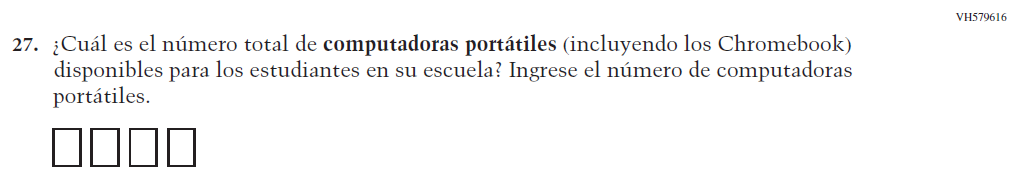 VH579616
27. ¿Cuál es el número total de computadoras portátiles (incluyendo los Chromebook)
disponibles para los estudiantes en su escuela? Ingrese el número de computadoras
portátiles.